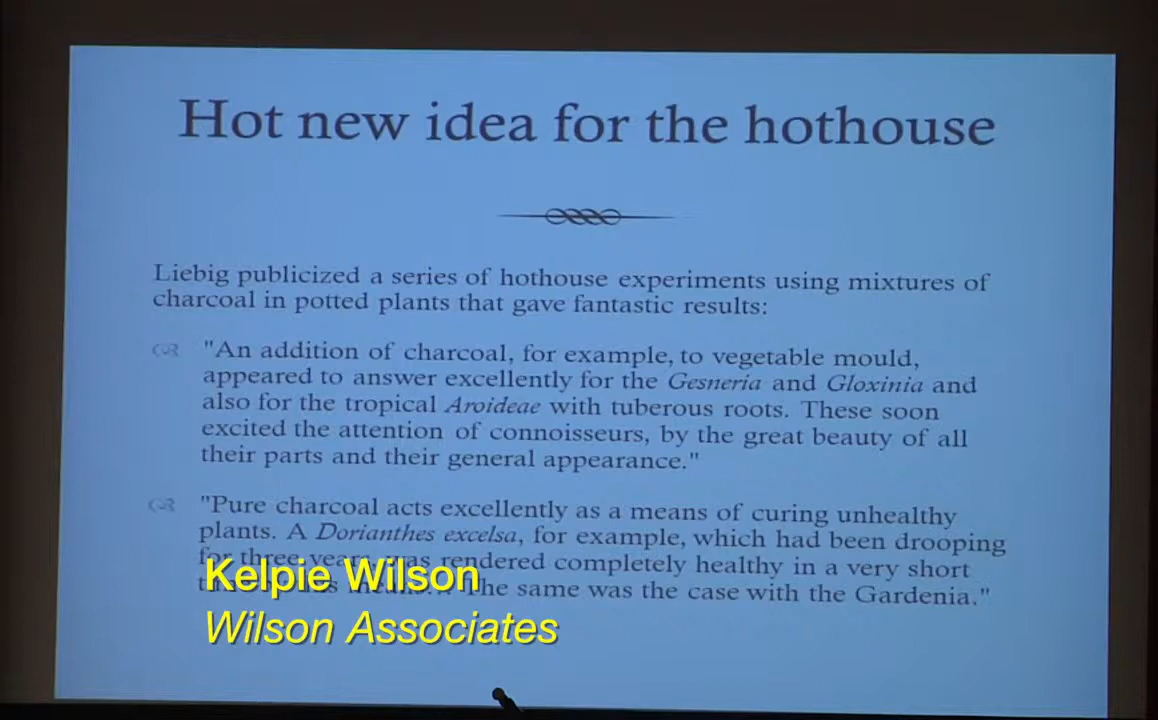 Hot new idea for the hothouse
Liebig publicized a series of hothouse experiments using mixtures of
charcoal in potted plants that gave fantastic results:
"An addition of charcoal, for example, to vegetable mould,
appeared to answer excellently for the Gesneria and Gloxinia and
also for the tropical Aroideae with tuberous roots. These soon
excited the attention of connoisseurs, by the great beauty of all
their parts and their general appearance."
"Pure charcoal acts excellently as a means of curing unhealthy
plants. A Dorianthes excelsa, for example, which had been drooping
for three years, was rendered completely healthy in a very short
The same was the case with the Gardenia."
Kelpie Wilson
Wilson Associates